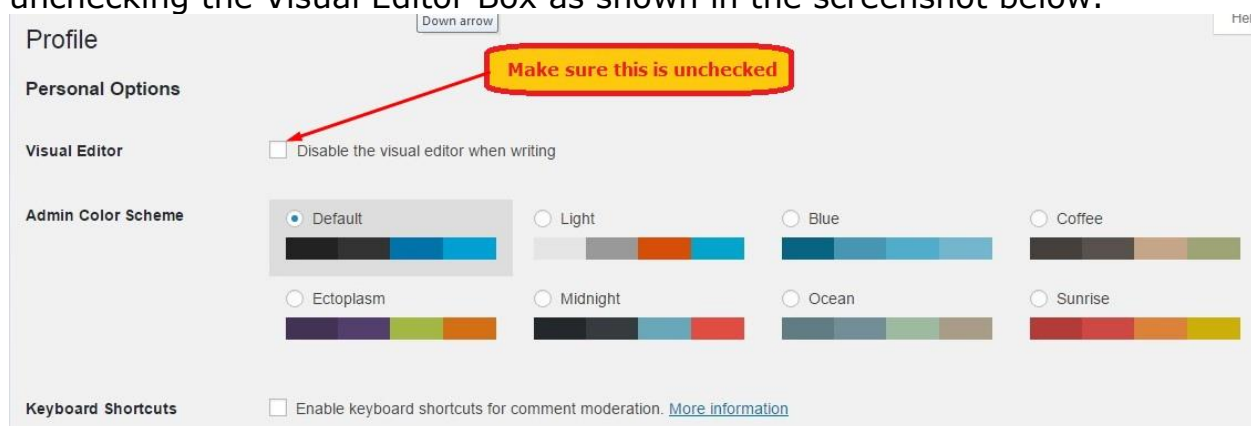 unchecking the Visual Editor Box as shown in the screenshot below.
Down arrow
Hel
Profile
Make sure this is unchecked
Personal Options
Visual Editor
Disable the visual editor when writing
Admin Color Scheme
Default
Light
Blue
Coffee
Ectoplasm
Midnight
Ocean
Sunrise
Keyboard Shortcuts
Enable keyboard shortcuts for comment moderation. More information